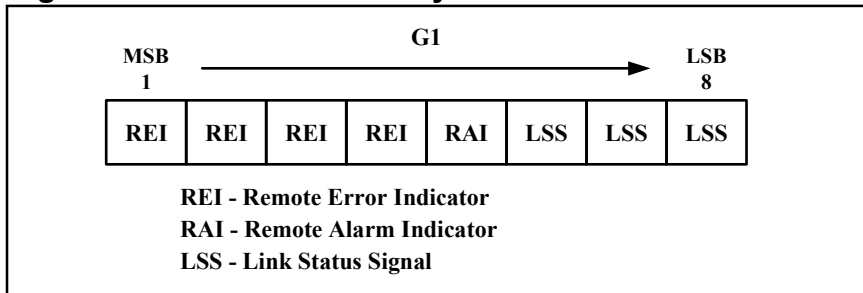 G1
MSB LSB
1 8
REI REI REI REI RAI LSS LSS LSS
REI - Remote Error Indicator
RAI - Remote Alarm Indicator
LSS - Link Status Signal